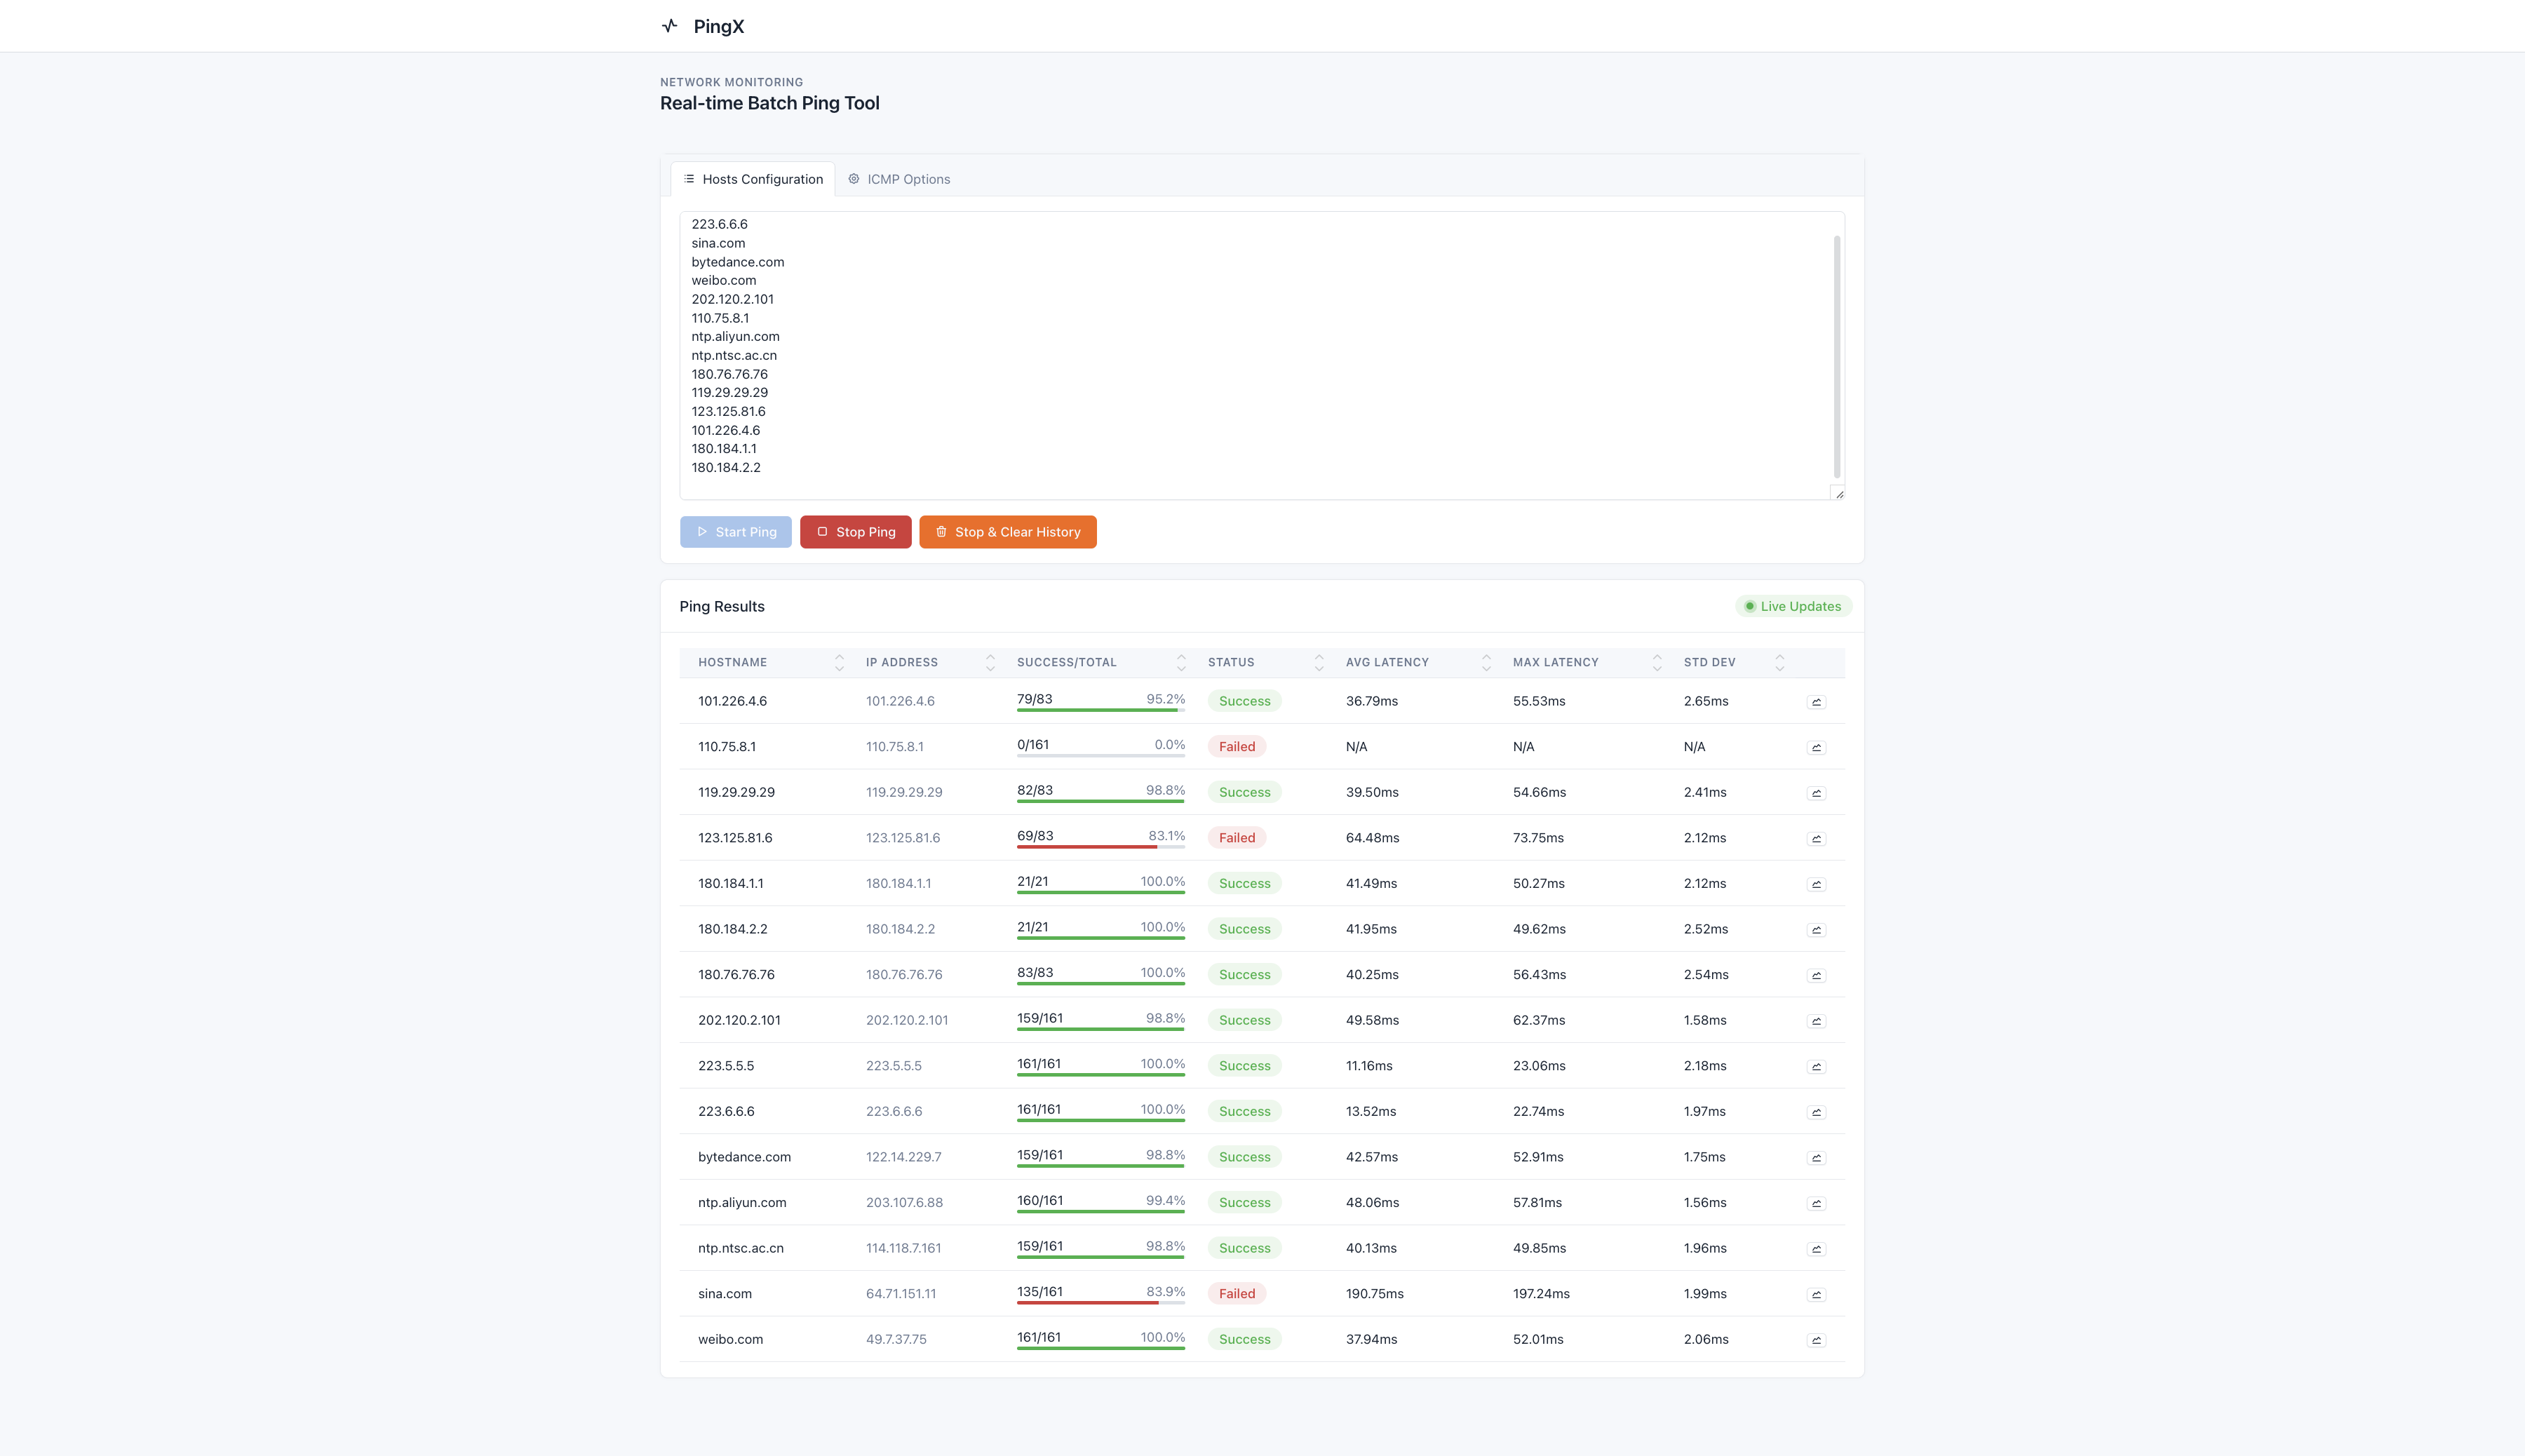 PingX
NETWORK MONITORING
Real-time Batch Ping Tool
Hosts Configuration ICMP Options
223.6.6.6
sina.com
bytedance.com
weibo.com
202.120.2.101
110.75.8.1
ntp.aliyun.com
ntp.ntsc.ac.cn
180.76.76.76
119.29.29.29
123.125.81.6
101.226.4.6
180.184.1.1
180.184.2.2
Start Ping Stop Ping Stop & Clear History
Ping Results Live Updates
HOSTNAME IP ADDRESS SUCCESS/TOTAL STATUS AVG LATENCY MAX LATENCY STD DEV
101.226.4.6 101.226.4.6 79/83 95.2% Success 36.79ms 55.53ms 2.65ms
110.75.8.1 110.75.8.1 0/161 0.0% Failed N/A N/A N/A
119.29.29.29 119.29.29.29 82/83 98.8% Success 39.50ms 54.66ms 2.41ms
123.125.81.6 123.125.81.6 69/83 83.1% Failed 64.48ms 73.75ms 2.12ms
180.184.1.1 180.184.1.1 21/21 100.0% Success 41.49ms 50.27ms 2.12ms
180.184.2.2 180.184.2.2 21/21 100.0% Success 41.95ms 49.62ms 2.52ms
180.76.76.76 180.76.76.76 83/83 100.0% Success 40.25ms 56.43ms 2.54ms
202.120.2.101 202.120.2.101 159/161 98.8% Success 49.58ms 62.37ms 1.58ms
223.5.5.5 223.5.5.5 161/161 100.0% Success 11.16ms 23.06ms 2.18ms
223.6.6.6 223.6.6.6 161/161 100.0% Success 13.52ms 22.74ms 1.97ms
bytedance.com 122.14.229.7 159/161 98.8% Success 42.57ms 52.91ms 1.75ms
ntp.aliyun.com 203.107.6.88 160/161 99.4% Success 48.06ms 57.81ms 1.56ms
ntp.ntsc.ac.cn 114.118.7.161 159/161 98.8% Success 40.13ms 49.85ms 1.96ms
sina.com 64.71.151.11 135/161 83.9% Failed 190.75ms 197.24ms 1.99ms
weibo.com 49.7.37.75 161/161 100.0% Success 37.94ms 52.01ms 2.06ms